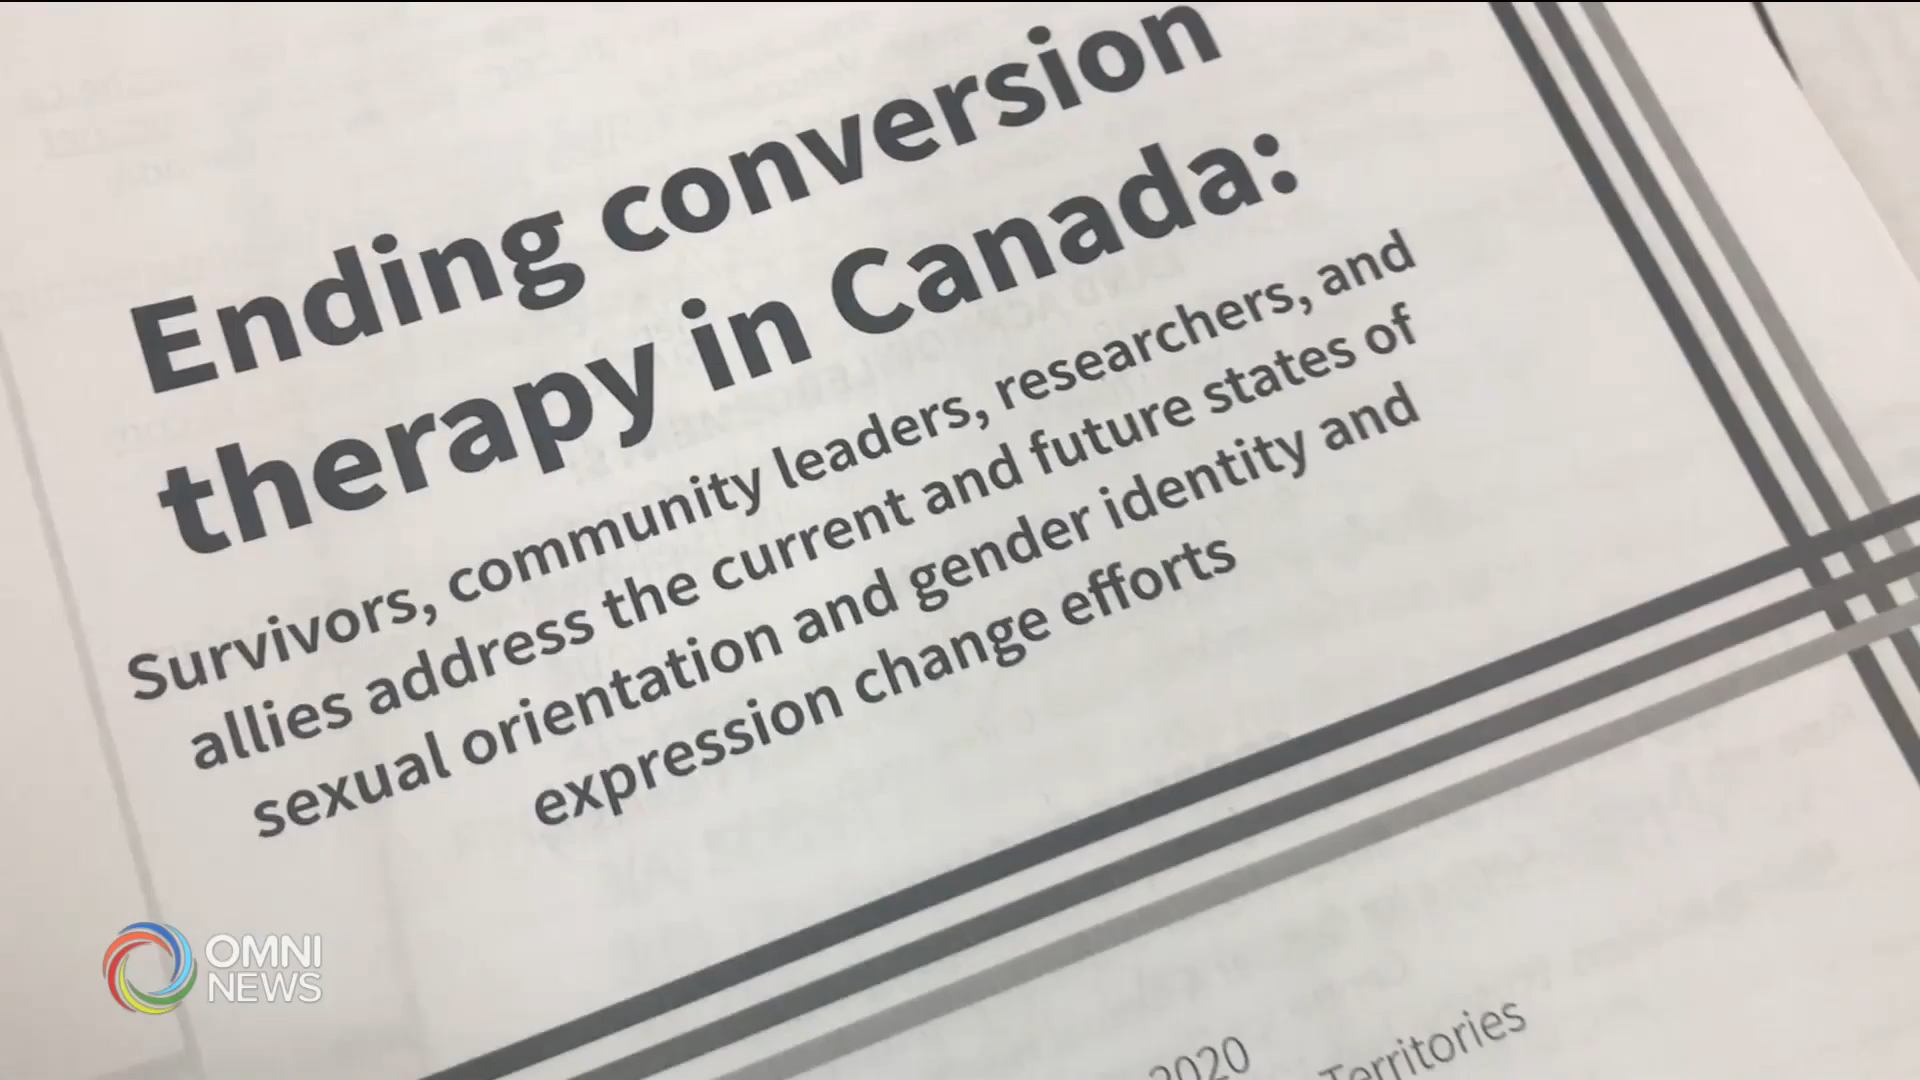 Ending conversion
therapy in Canada:
Survivors, community leaders, researchers, and
allies address the current and future states of
sexual orientation and gender identity and
expression change efforts
2020
Territories
OMNI
NEWS